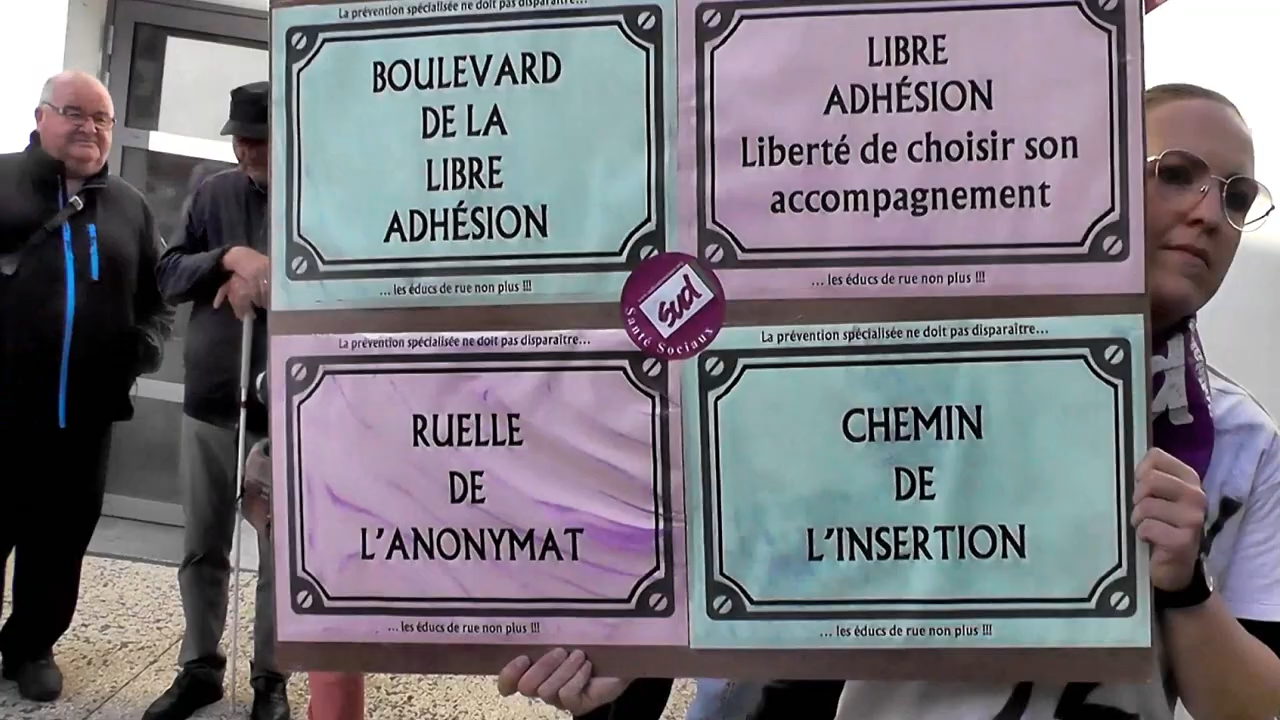 La prévention spécialisée ne doit pas disparaître...
BOULEVARD
DE LA
LIBRE
ADHÉSION
... les éducs de rue non plus !!!
LIBRE
ADHÉSION
Liberté de choisir son
accompagnement
... les éducs de rue non plus !!!
sud
Santé Sociaux
La prévention spécialisée ne doit pas disparaître...
RUELLE
DE
L'ANONYMAT
... les éducs de rue non plus !!!
La prévention spécialisée ne doit pas disparaître...
CHEMIN
DE
L'INSERTION
... les éducs de rue non plus !!!